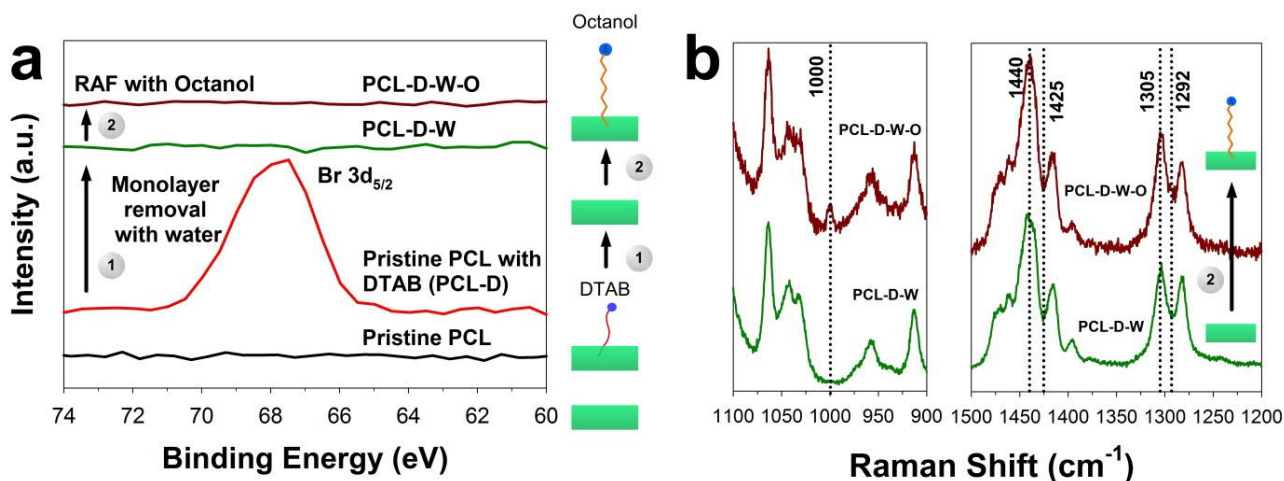 a
RAF with Octanol
PCL-D-W-O
2
PCL-D-W
Br 3d5/2
Monolayer
removal
with water
1
Pristine PCL with
DTAB (PCL-D)
Pristine PCL
74 72 70 68 66 64 62 60
Binding Energy (eV)
Intensity (a.u.)
Octanol
2
1
DTAB
b
1000
PCL-D-W-O
PCL-D-W
1100 1050 1000 950 900
1440
1425
1305
1292
PCL-D-W-O
2
PCL-D-W
1500 1400 1300 1200
Raman Shift (cm-1)